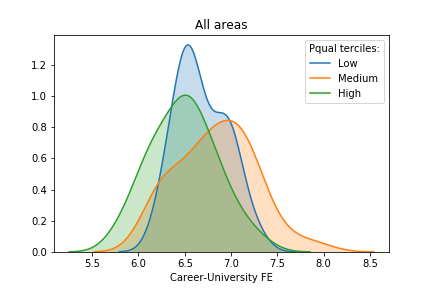 All areas
Pqual terciles:
Low
Medium
High
1.2
1.0
0.8
0.6
0.4
0.2
0.0
5.5 6.0 6.5 7.0 7.5 8.0 8.5
Career-University FE